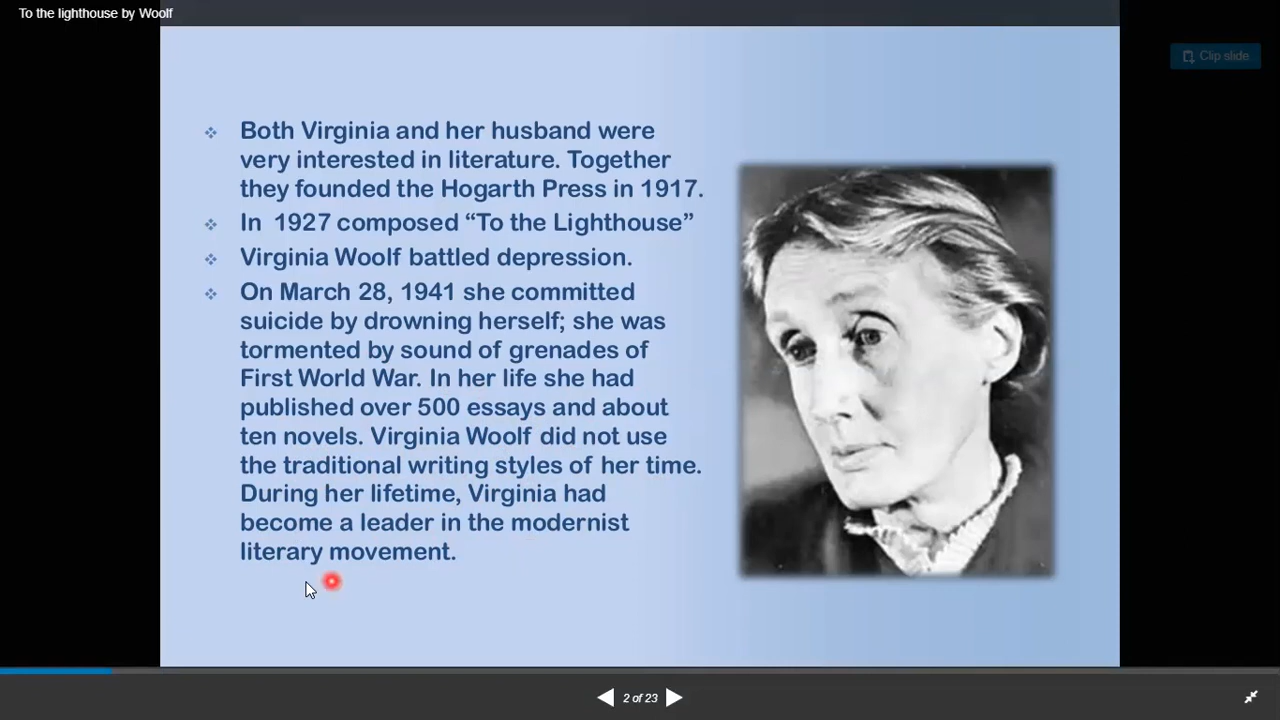 To the lighthouse by Woolf
Clip slide
Both Virginia and her husband were
very interested in literature. Together
they founded the Hogarth Press in 1917.
In 1927 composed “To the Lighthouse”
Virginia Woolf battled depression.
On March 28, 1941 she committed
suicide by drowning herself; she was
tormented by sound of grenades of
First World War. In her life she had
published over 500 essays and about
ten novels. Virginia Woolf did not use
the traditional writing styles of her time.
During her lifetime, Virginia had
become a leader in the modernist
literary movement.
2 of 23